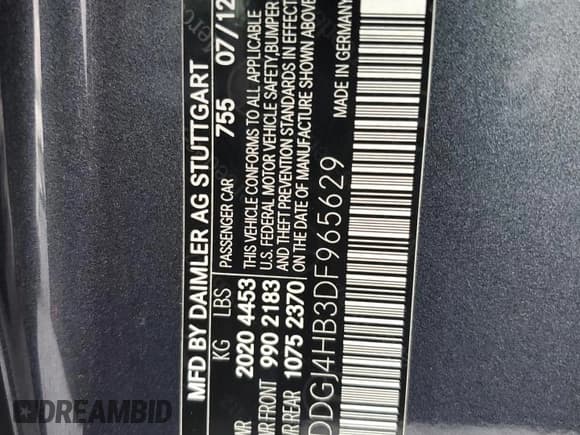 MFD BY DAIMLER AG STUTTGART
KG LBS PASSENGER CAR 755 07/12
2020 4453 THIS VEHICLE CONFORMS TO ALL APPLICABLE
FRONT 990 2183 U.S. FEDERAL MOTOR VEHICLE SAFETY, BUMPER
REAR 1075 2370 AND THEFT PREVENTION STANDARDS IN EFFECT
ON THE DATE OF MANUFACTURE SHOWN ABOVE.
DDGJ4HB3DF965629 MADE IN GERMANY
DREAMBID